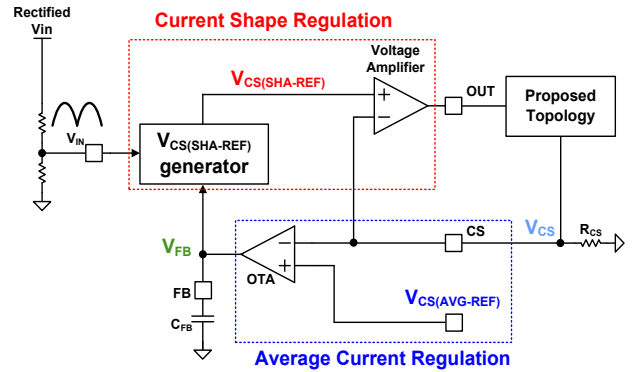 Current Shape Regulation
Rectified
Vin
Voltage
Amplifier
VCS(SHA-REF)
+
−
OUT
Proposed
Topology
VIN
VCS(SHA-REF)
generator
VFB
−
+
OTA
CS
VCS
RCS
FB
CFB
VCS(AVG-REF)
Average Current Regulation